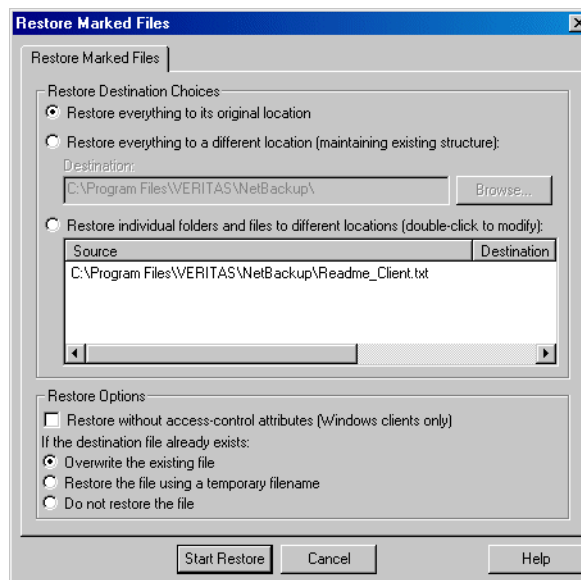 Restore Marked Files
Restore Marked Files
Restore Destination Choices
Restore everything to its original location
Restore everything to a different location (maintaining existing structure):
Destination:
C:\Program Files\VERITAS\NetBackup\
Browse...
Restore individual folders and files to different locations (double-click to modify):
Source Destination
C:\Program Files\VERITAS\NetBackup\Readme_Client.txt
Restore Options
Restore without access-control attributes (Windows clients only)
If the destination file already exists:
Overwrite the existing file
Restore the file using a temporary filename
Do not restore the file
Start Restore Cancel Help